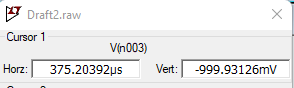 Draft2.raw
Cursor 1
V(n003)
Horz: 375.20392µs Vert: -999.93126mV